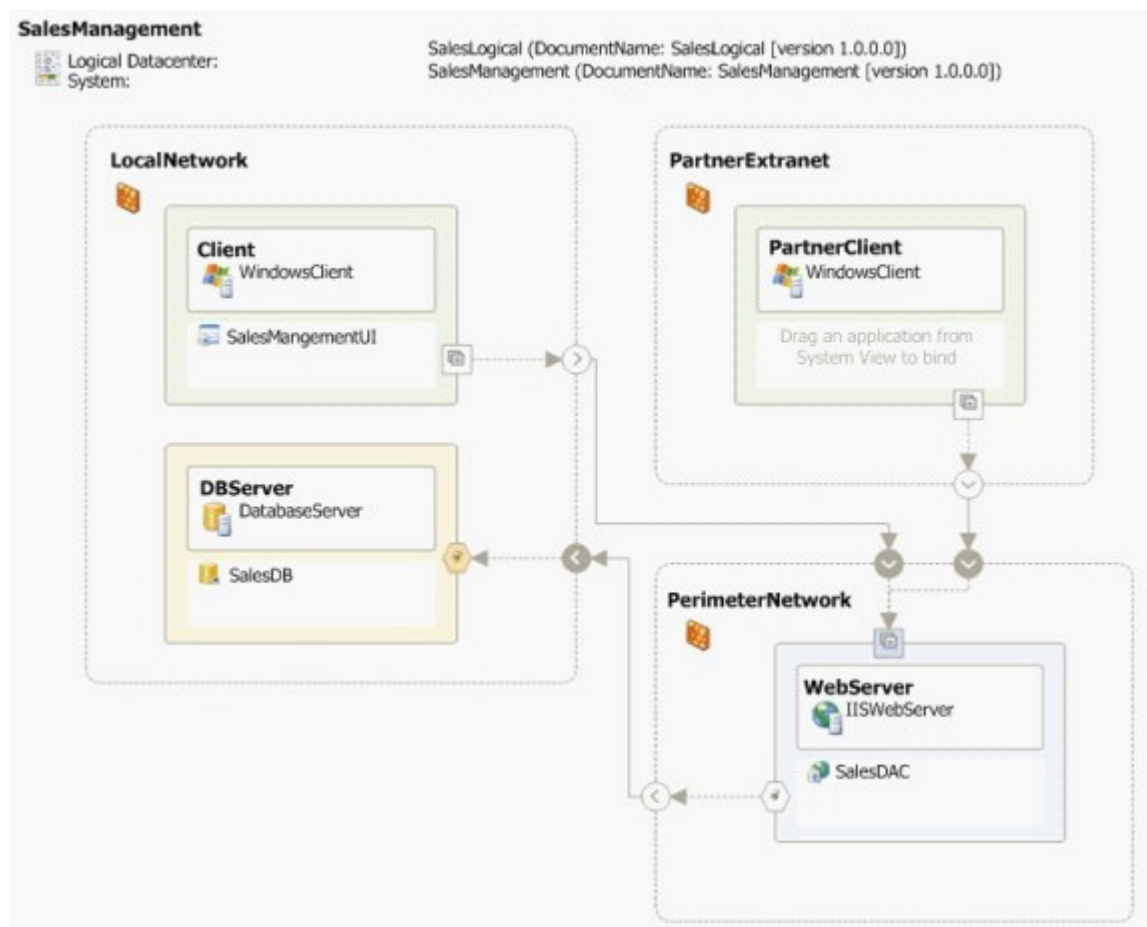 SalesManagement
Logical Datacenter:
System:
SalesLogical (DocumentName: SalesLogical [version 1.0.0.0])
SalesManagement (DocumentName: SalesManagement [version 1.0.0.0])
LocalNetwork
Client
WindowsClient
SalesMangementUI
DBServer
DatabaseServer
SalesDB
PartnerExtranet
PartnerClient
WindowsClient
Drag an application from
System View to bind
PerimeterNetwork
WebServer
IISWebServer
SalesDAC